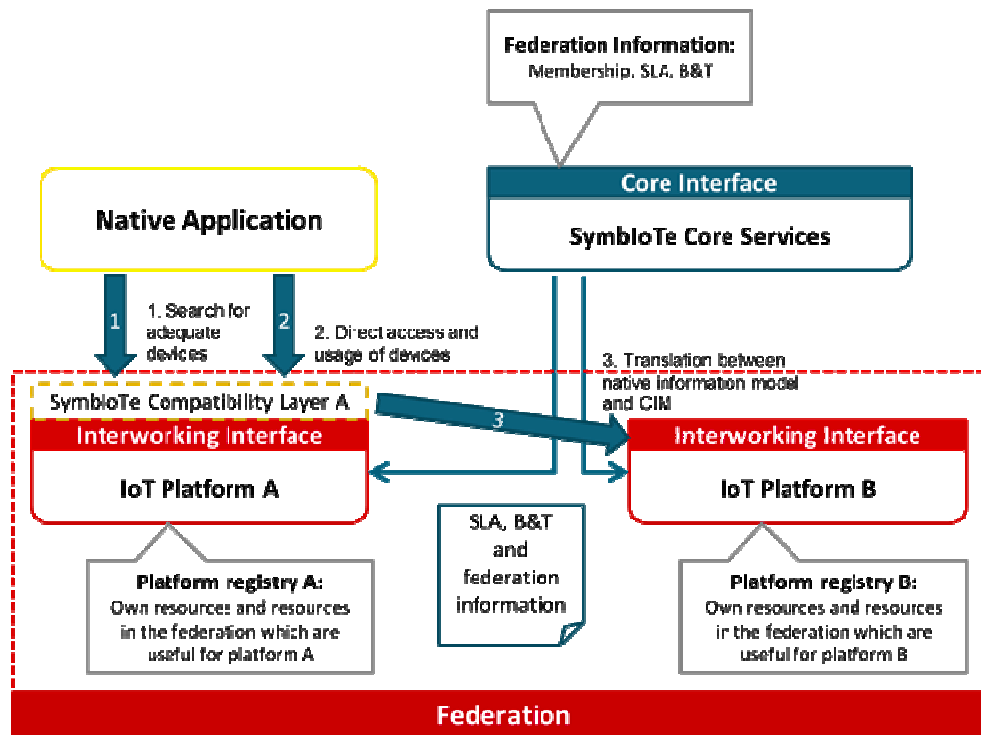 Federation Information:
Membership, SLA, B&T
Core Interface
SymbIoTe Core Services
Native Application
1
1. Search for
adequate
devices
2
2. Direct access and
usage of devices
3. Translation between
native information model
and CIM
SymbIoTe Compatibility Layer A
3
Interworking Interface
IoT Platform A
Interworking Interface
IoT Platform B
SLA, B&T
and
federation
information
Platform registry A:
Own resources and resources
in the federation which are
useful for platform A
Platform registry B:
Own resources and resources
in the federation which are
useful for platform B
Federation